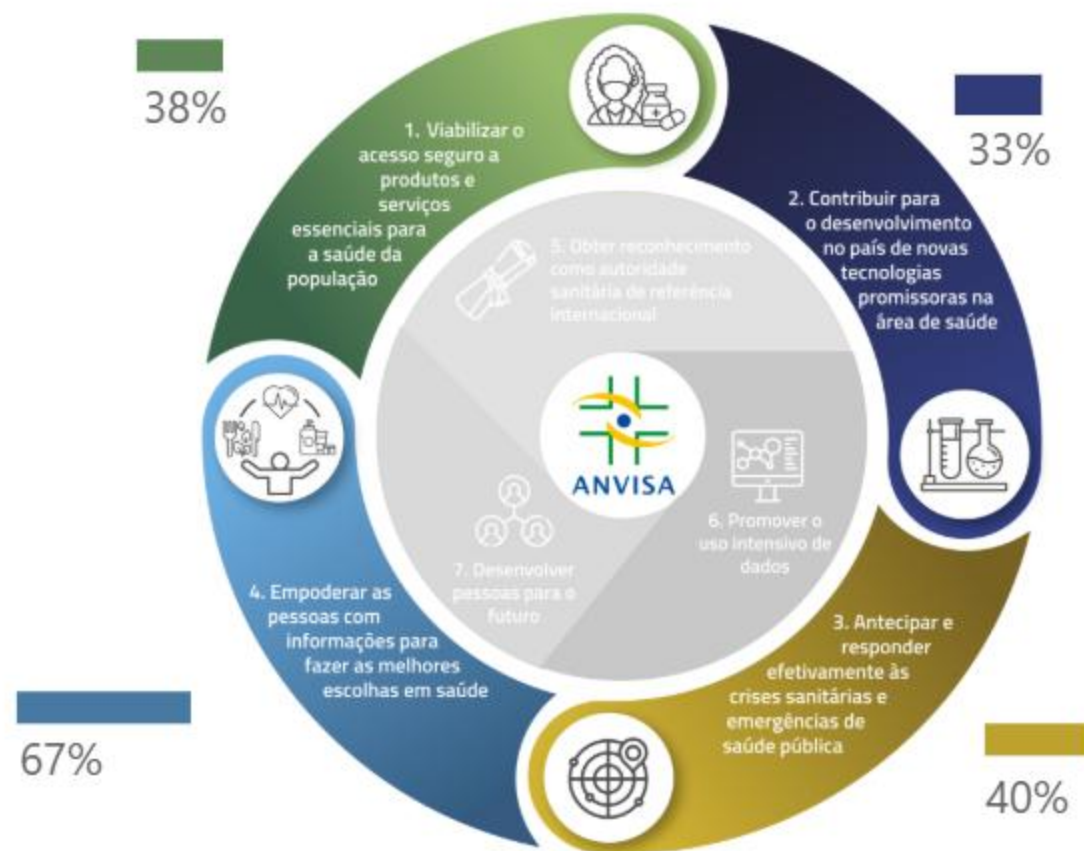 38%
1. Viabilizar o
acesso seguro a
produtos e
serviços
essenciais para
a saúde da
população
33%
2. Contribuir para
o desenvolvimento
no país de novas
tecnologias
promissoras na
área de saúde
5. Obter reconhecimento
como autoridade
sanitária de referência
internacional
ANVISA
6. Promover o
uso intensivo de
dados
7. Desenvolver
pessoas para o
futuro
4. Empoderar as
pessoas com
informações para
fazer as melhores
escolhas em saúde
67%
3. Antecipar e
responder
efetivamente às
crises sanitárias e
emergências de
saúde pública
40%